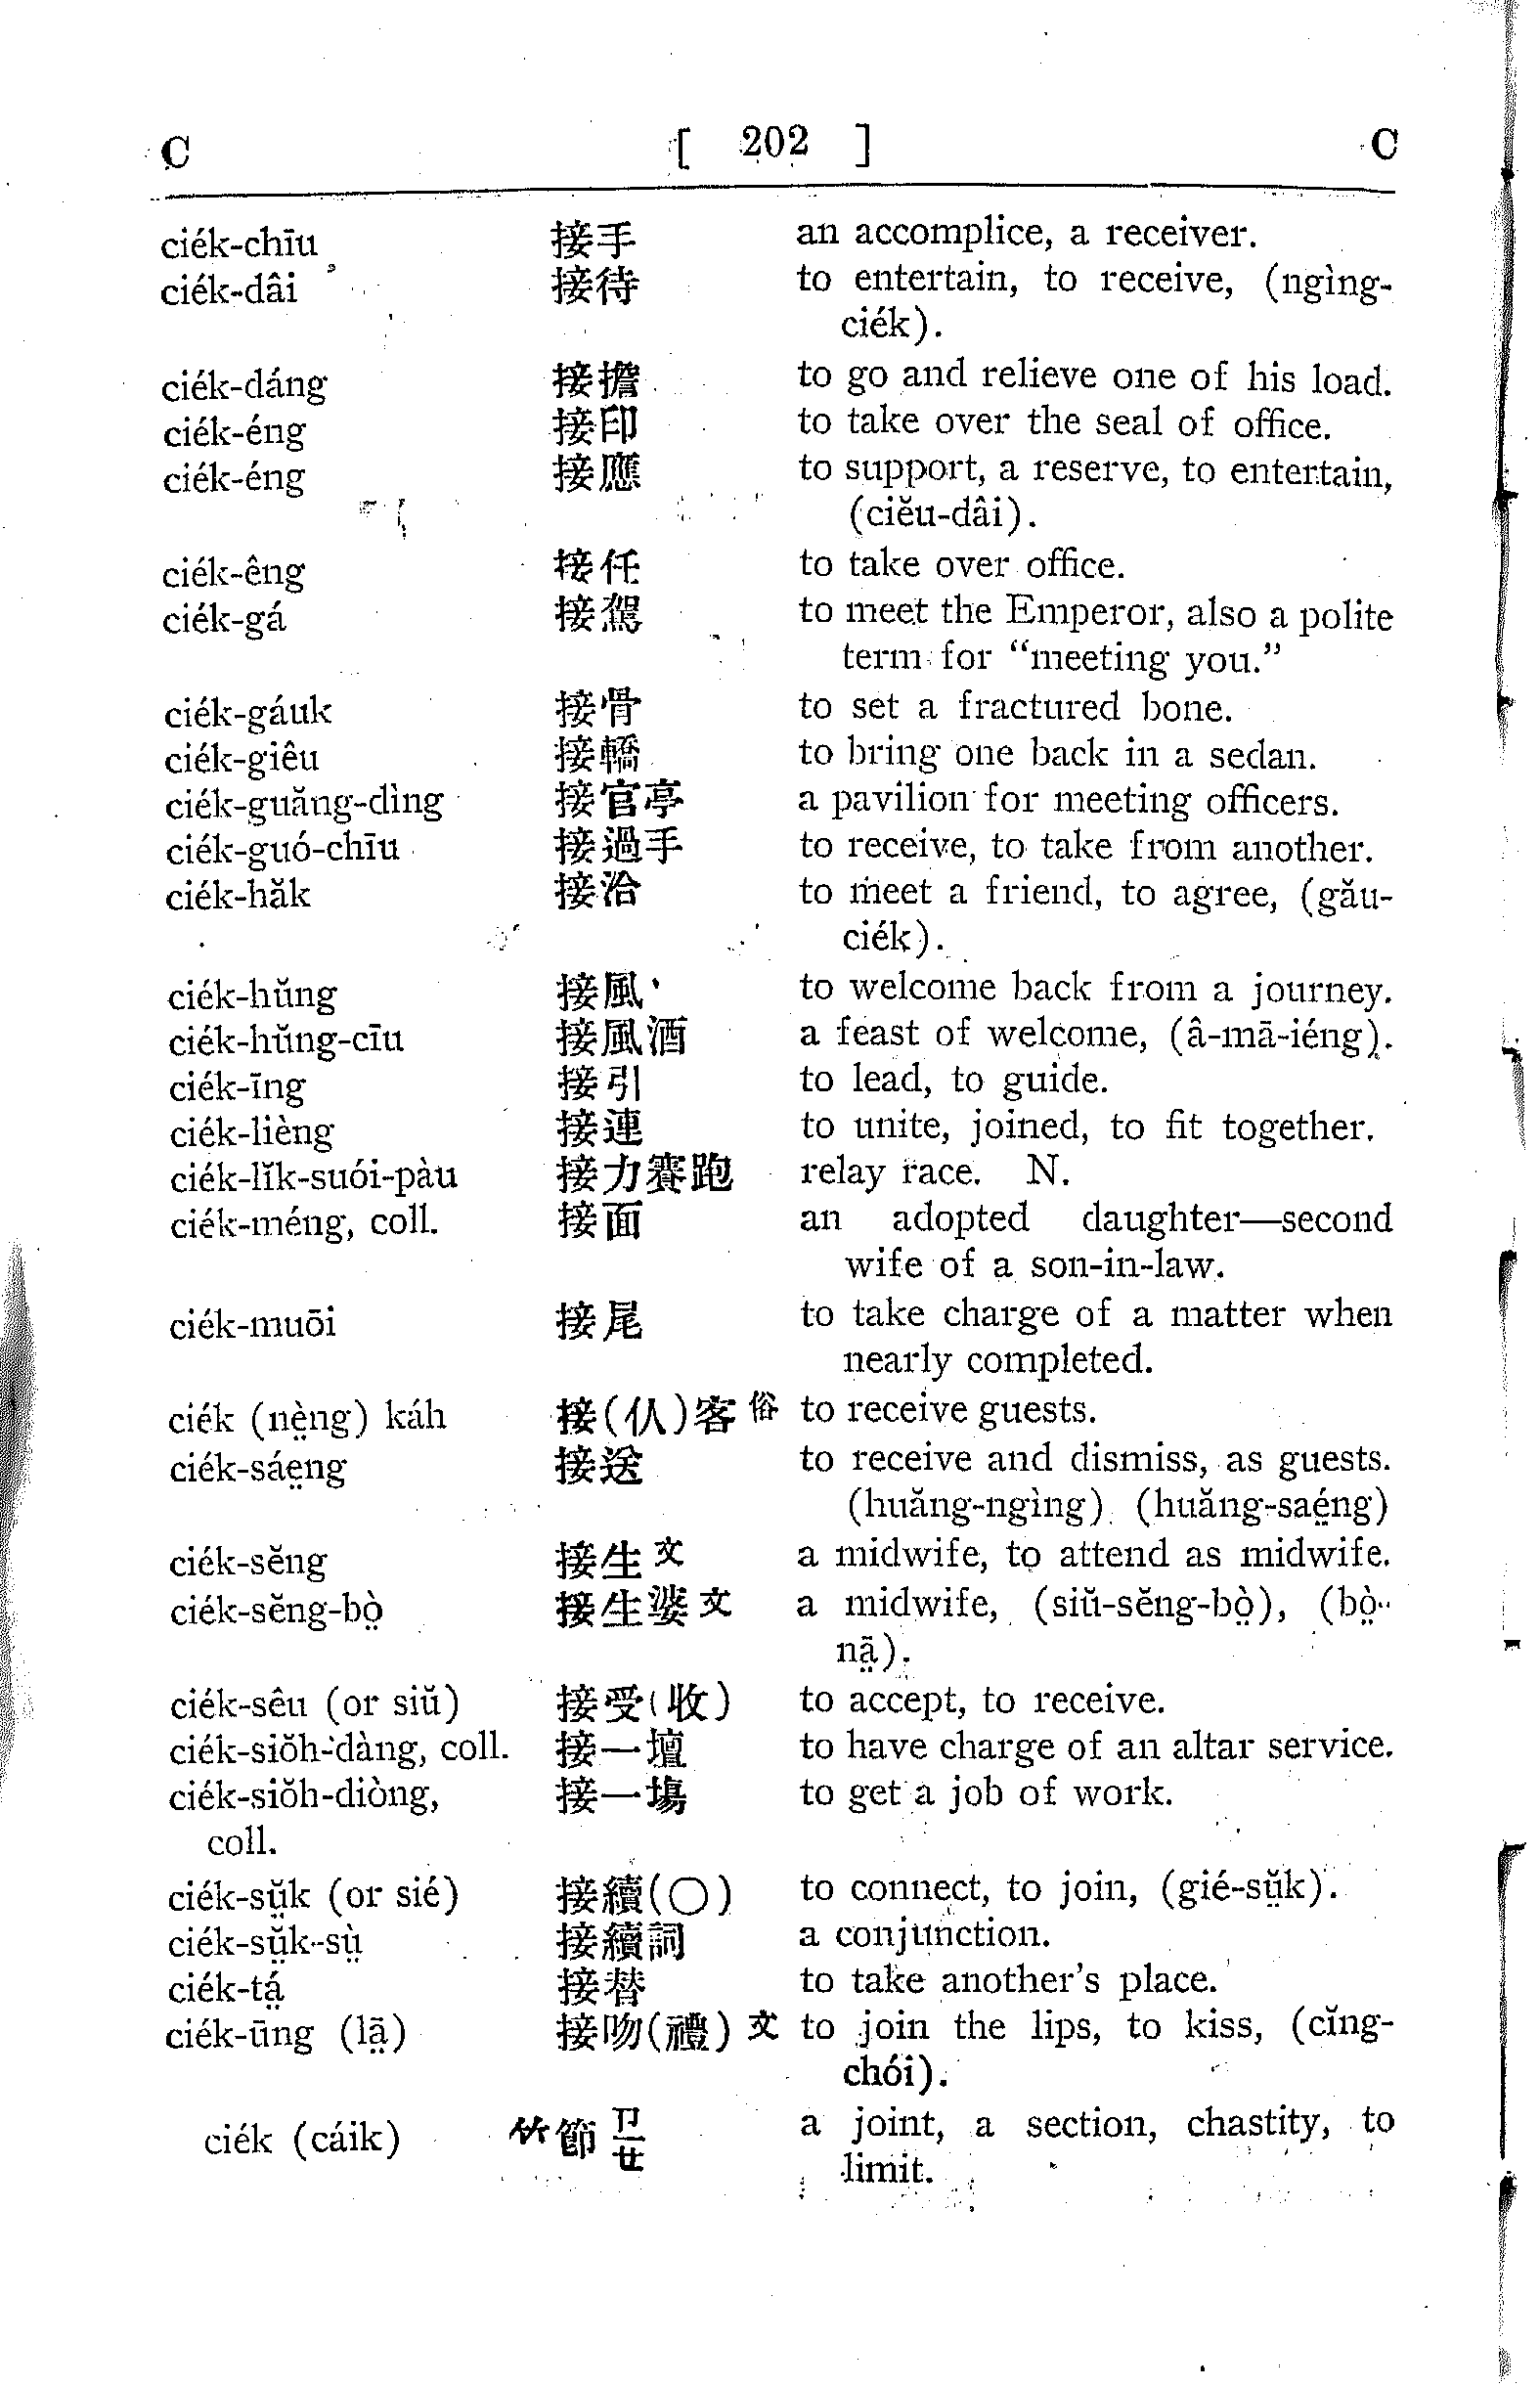 C [ 202 ] C
ciék-chīu 接手 an accomplice, a receiver.
ciék-dâi 接待 to entertain, to receive, (ngìng-
ciék).
ciék-dáng 接擔 to go and relieve one of his load.
ciék-éng 接印 to take over the seal of office.
ciék-éng 接應 to support, a reserve, to entertain,
(ciĕu-dâi).
ciék-êng 接任 to take over office.
ciék-gá 接駕 to meet the Emperor, also a polite
term for “meeting you.”
ciék-gáuk 接骨 to set a fractured bone.
ciék-giêu 接轎 to bring one back in a sedan.
ciék-guăng-dìng 接官亭 a pavilion for meeting officers.
ciék-guó-chīu 接過手 to receive, to take from another.
ciék-hăk 接洽 to meet a friend, to agree, (gău-
ciék).
ciék-hŭng 接風 to welcome back from a journey.
ciék-hŭng-cīu 接風酒 a feast of welcome, (â-mā-iéng).
ciék-īng 接引 to lead, to guide.
ciék-lièng 接連 to unite, joined, to fit together.
ciék-lĭk-suói-pàu 接力賽跑 relay race. N.
ciék-méng, coll. 接面 an adopted daughter—second
wife of a son-in-law.
ciék-muōi 接尾 to take charge of a matter when
nearly completed.
ciék (nè̤ng) káh 接(仈)客俗 to receive guests.
ciék-sáe̤ng 接送 to receive and dismiss, as guests.
(huăng-ngìng) (huăng-saé̤ng)
ciék-sĕng 接生文 a midwife, to attend as midwife.
ciék-sĕng-bò̤ 接生婆文 a midwife, (siŭ-sĕng-bò̤), (bò̤-
nā̤).
ciék-sêu (or siŭ) 接受(收) to accept, to receive.
ciék-siŏh-dàng, coll. 接一壇 to have charge of an altar service.
ciék-siŏh-diòng, 接一塲 to get a job of work.
coll.
ciék-sṳ̆k (or sié) 接續(〇) to connect, to join, (gié-sṳ̆k).
ciék-sṳ̆k-sṳ̀ 接續詞 a conjunction.
ciék-tá̤ 接替 to take another’s place.
ciék-ūng (lā̤) 接吻(禮)文 to join the lips, to kiss, (cĭng-
chói).
ciék (cáik) 竹節 ㄗㄧㄝ a joint, a section, chastity, to
limit.